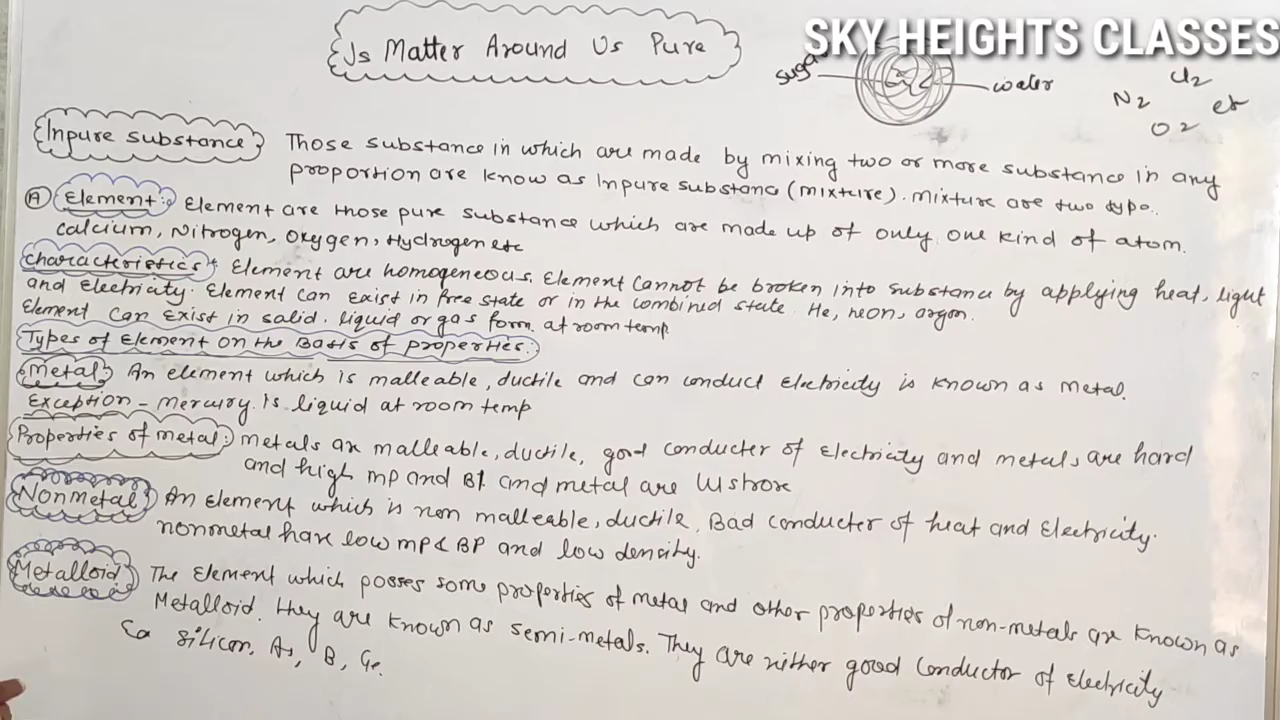 SKY HEIGHTS CLASSES
Is Matter Around Us Pure
Sugar
water
N2
Cl2
O2
Inpure substance Those substance in which are made by mixing two or more substance in any
proportion are know as Inpure substanc (mixture). mixture are two type.
(A) Element:- Element are those pure substance which are made up of only one kind of atom.
Calcium, Nitrogen, Oxygen, Hydrogen etc
Characteristics Element are homogeneous. Element cannot be broken into substance by applying heat, light
and Electricity. Element can exist in free state or in the combined state. He, neon, argon.
Element can exist in solid. liquid or gas form at room temp
Types of Element on the Basis of properties:
Metal: An element which is malleable, ductile and can conduct Electricity is known as metal.
Exception - mercury. Is liquid at room temp
Properties of metal: Metals are malleable, ductile, good conducter of Electricity and metals are hard
and high MP and and metal are
Nonmetal An Element which is non malleable, ductile, Bad conducter of heat and Electricity.
nonmetal have low MP & BP and low density.
Metalloid The Element which posses some properties of metal and other properties of non-metals are known as
Metalloid. they are known as semi-metals. They are nither good conductor of Electricity
Ex Silicon, As, B, Ge.